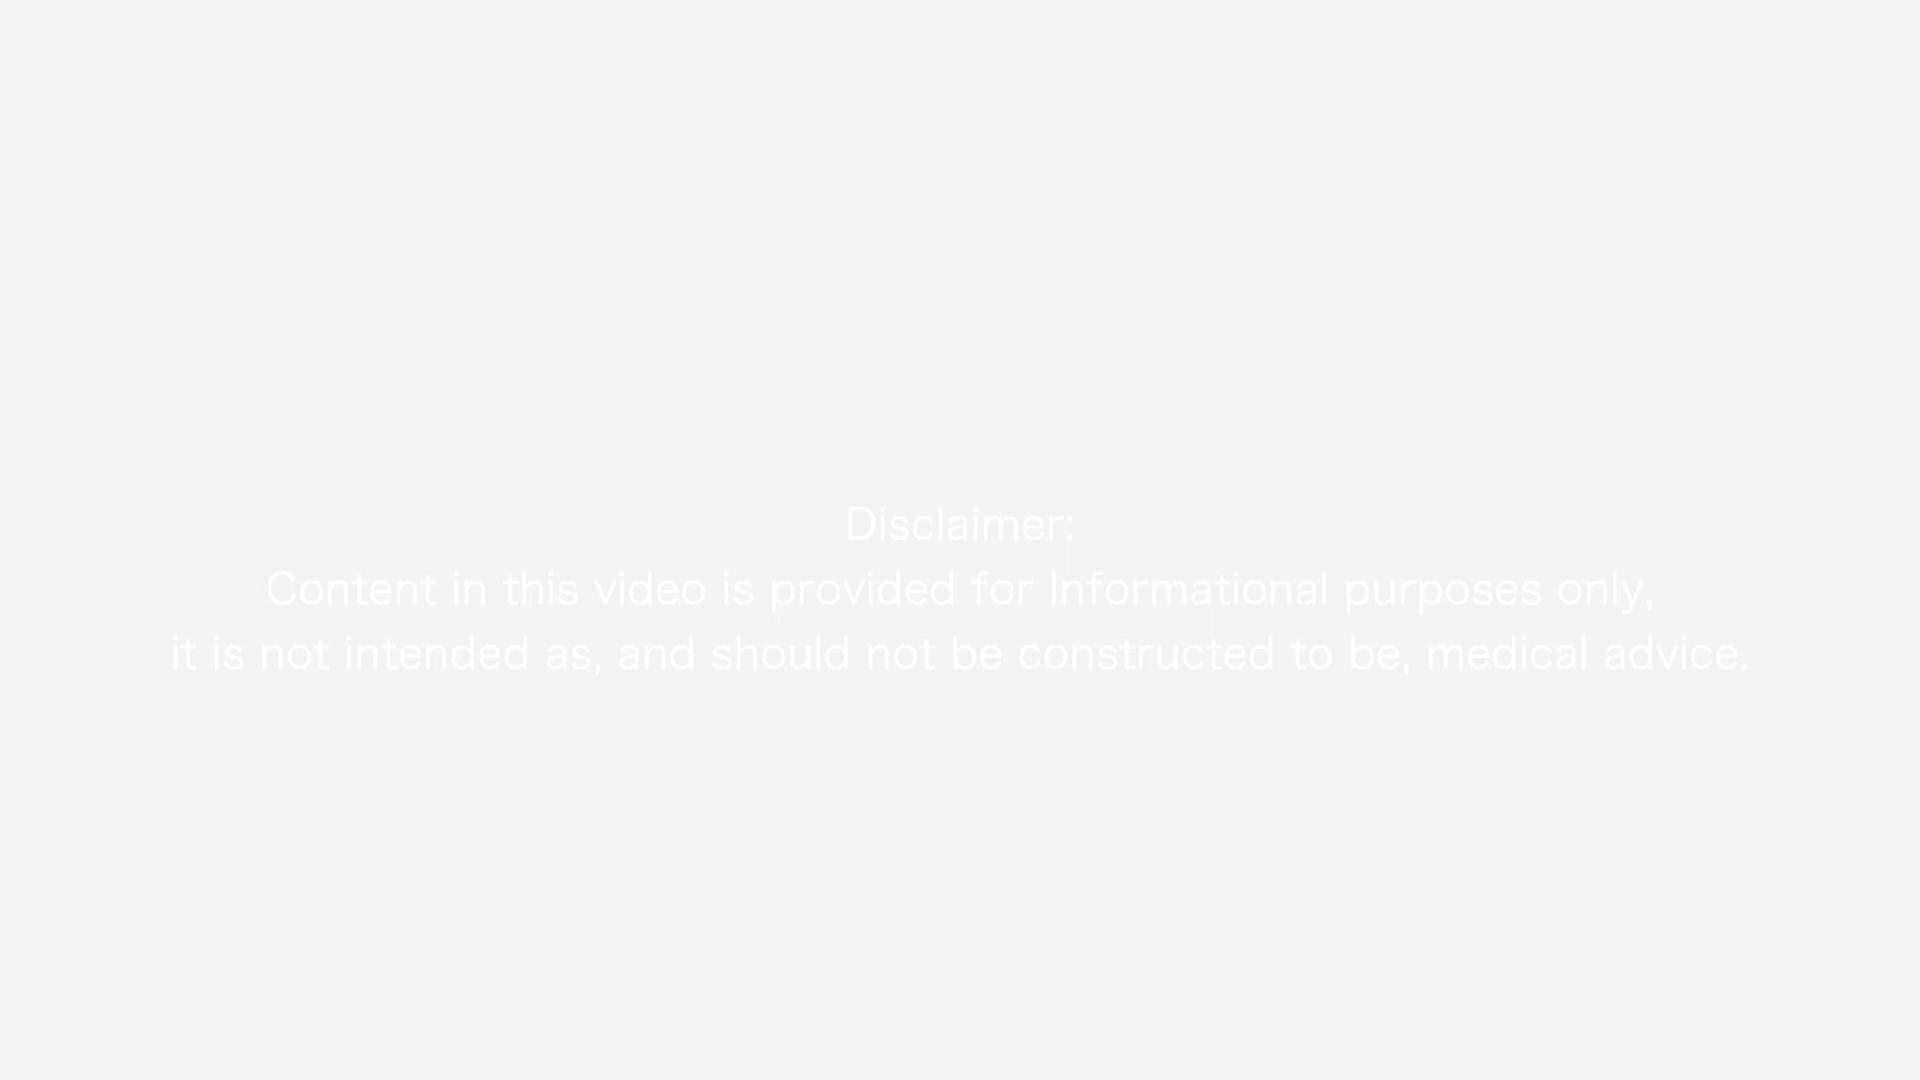 Disclaimer:
Content in this video is provided for Informational purposes only,
it is not intended as, and should not be constructed to be, medical advice.